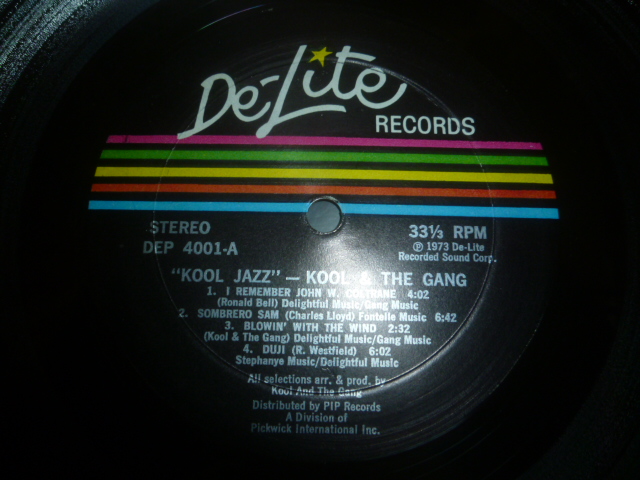 De-Lite
RECORDS
STEREO
DEP 4001-A
33⅓ RPM
℗ 1973 De-Lite
Recorded Sound Corp.
"KOOL JAZZ" — KOOL & THE GANG
1. I REMEMBER JOHN W. COLTRANE 4:02
(Ronald Bell) Delightful Music/Gang Music
2. SOMBRERO SAM (Charles Lloyd) Fontelle Music 6:42
3. BLOWIN' WITH THE WIND 2:32
(Kool & The Gang) Delightful Music/Gang Music
4. DUJI (R. Westfield) 6:02
Stephanye Music/Delightful Music
All selections arr. & prod. by
Kool And The Gang
Distributed by PIP Records
A Division of
Pickwick International Inc.